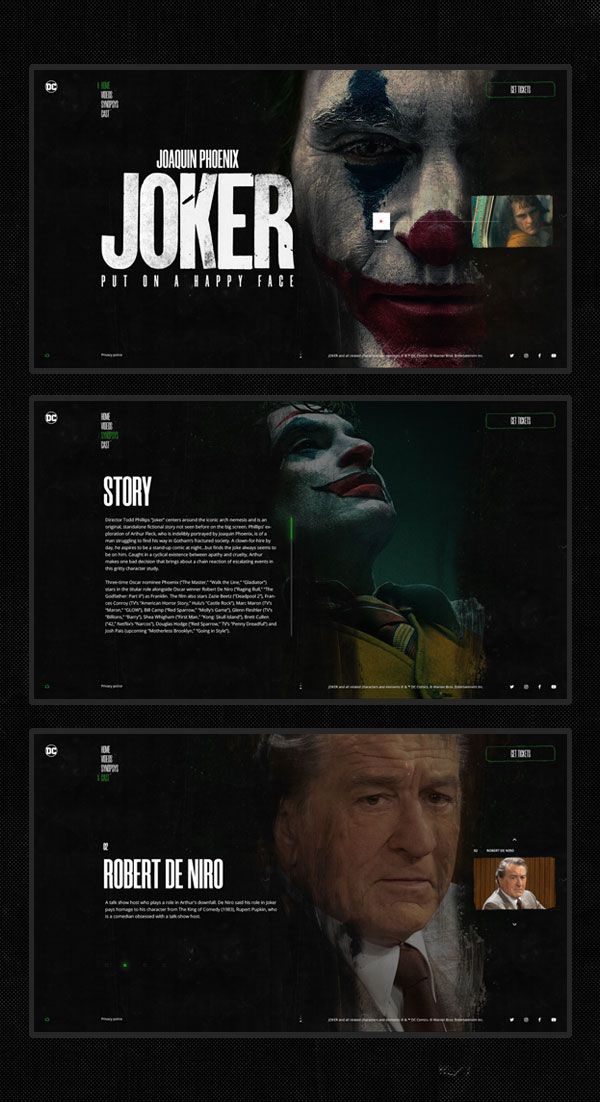 DC
HOME
VIDEOS
SYNOPSYS
CAST
GET TICKETS
JOAQUIN PHOENIX
JOKER
PUT ON A HAPPY FACE
TRAILER
Privacy police
JOKER and all related characters and elements © & ™ DC Comics. © Warner Bros. Entertainment Inc.
DC
HOME
VIDEOS
SYNOPSYS
CAST
GET TICKETS
STORY
Director Todd Phillips "Joker" centers around the iconic arch nemesis and is an
original, standalone fictional story not seen before on the big screen. Phillips' ex-
ploration of Arthur Fleck, who is indelibly portrayed by Joaquin Phoenix, is of a
man struggling to find his way in Gotham's fractured society. A clown-for-hire by
day, he aspires to be a stand-up comic at night...but finds the joke always seems to
be on him. Caught in a cyclical existence between apathy and cruelty, Arthur
makes one bad decision that brings about a chain reaction of escalating events in
this gritty character study.
Three-time Oscar nominee Phoenix ("The Master," "Walk the Line," "Gladiator")
stars in the titular role alongside Oscar winner Robert De Niro ("Raging Bull," "The
Godfather: Part II") as Franklin. The film also stars Zazie Beetz ("Deadpool 2"), Fran-
ces Conroy (TV's "American Horror Story," Hulu's "Castle Rock"), Marc Maron (TV's
"Maron," "GLOW"), Bill Camp ("Red Sparrow," "Molly's Game"), Glenn Fleshler (TV's
"Billions," "Barry"), Shea Whigham ("First Man," "Kong: Skull Island"), Brett Cullen
("42," Netflix's "Narcos"), Douglas Hodge ("Red Sparrow," TV's "Penny Dreadful") and
Josh Pais (upcoming "Motherless Brooklyn," "Going in Style").
Privacy police
JOKER and all related characters and elements © & ™ DC Comics. © Warner Bros. Entertainment Inc.
DC
HOME
VIDEOS
SYNOPSYS
CAST
GET TICKETS
02
ROBERT DE NIRO
A talk show host who plays a role in Arthur's downfall. De Niro said his role in Joker
pays homage to his character from The King of Comedy (1983), Rupert Pupkin, who
is a comedian obsessed with a talk-show host.
02 ROBERT DE NIRO
Privacy police
JOKER and all related characters and elements © & ™ DC Comics. © Warner Bros. Entertainment Inc.